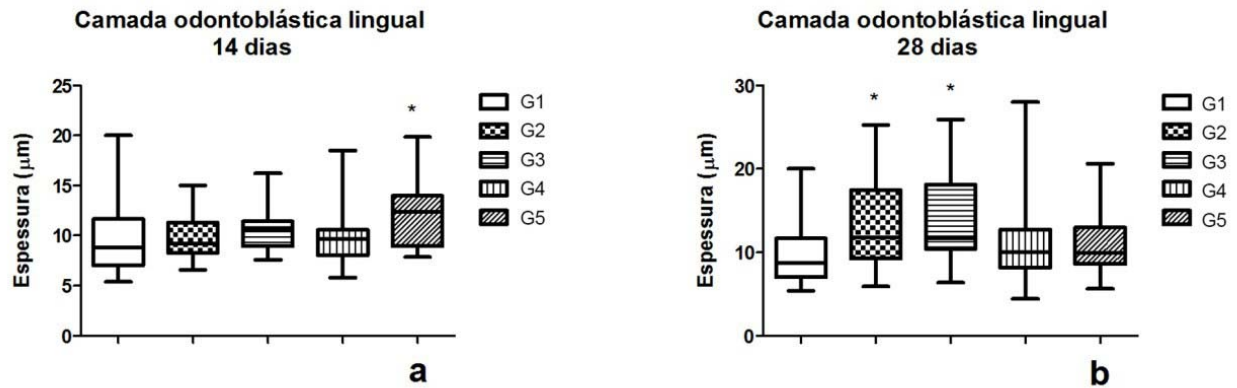 Camada odontoblástica lingual
14 dias
25
20
15
10
5
0
Espessura (µm)
*
G1
G2
G3
G4
G5
a
Camada odontoblástica lingual
28 dias
30
20
10
0
Espessura (µm)
*
*
G1
G2
G3
G4
G5
b